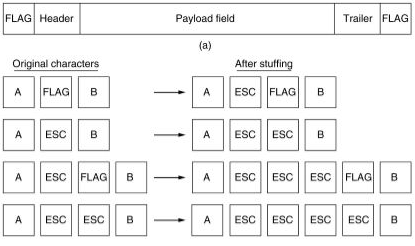 FLAG Header Payload field Trailer FLAG
(a)
Original characters After stuffing
A FLAG B A ESC FLAG B
A ESC B A ESC ESC B
A ESC FLAG B A ESC ESC ESC FLAG B
A ESC ESC B A ESC ESC ESC ESC B